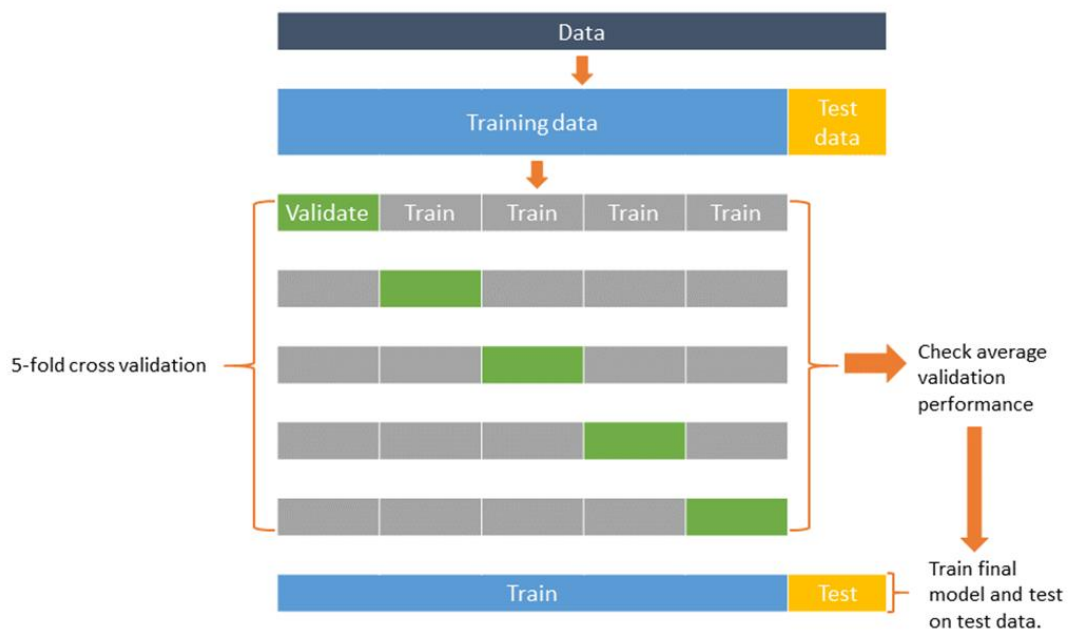 Data
Training data
Test
data
Validate
Train
Train
Train
Train
5-fold cross validation
Check average
validation
performance
Train
Test
Train final
model and test
on test data.